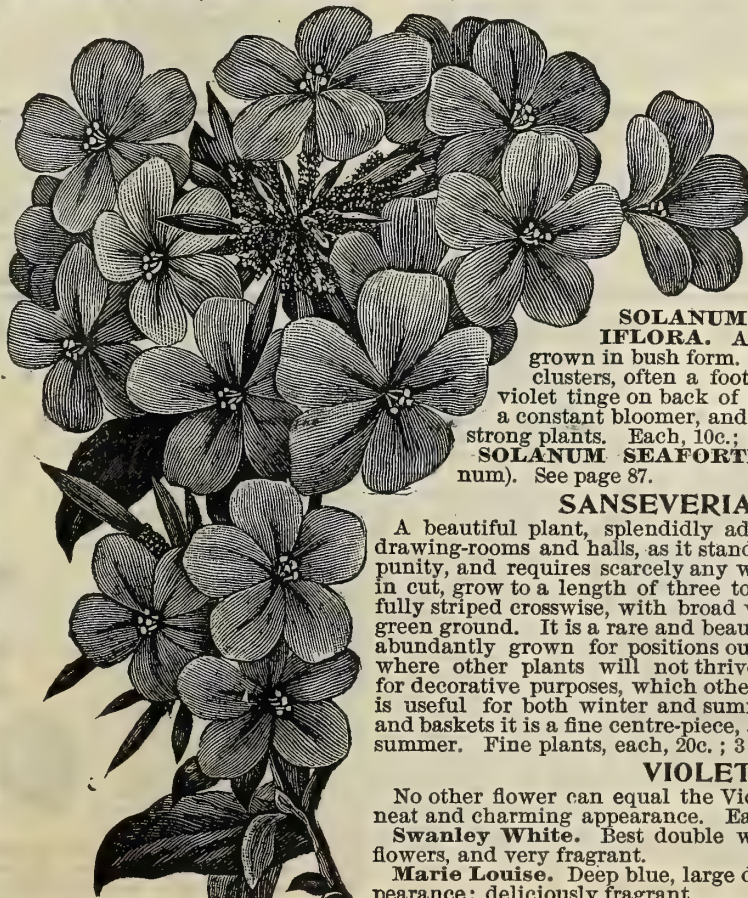 SOLANUM
IFLORA. A
grown in bush form.
clusters, often a foot
violet tinge on back of
a constant bloomer, and
strong plants. Each, 10c.;
SOLANUM SEAFORT
num). See page 87.
SANSEVERIA
A beautiful plant, splendidly ad
drawing-rooms and halls, as it stand
punity, and requires scarcely any w
in cut, grow to a length of three to
fully striped crosswise, with broad
green ground. It is a rare and beau
abundantly grown for positions ou
where other plants will not thriv
for decorative purposes, which othe
is useful for both winter and sum
and baskets it is a fine centre-piece,
summer. Fine plants, each, 20c. ; 3
VIOLET
No other flower can equal the Vi
neat and charming appearance. Ea
Swanley White. Best double w
flowers, and very fragrant.
Marie Louise. Deep blue, large d
pearance; deliciously fragrant.